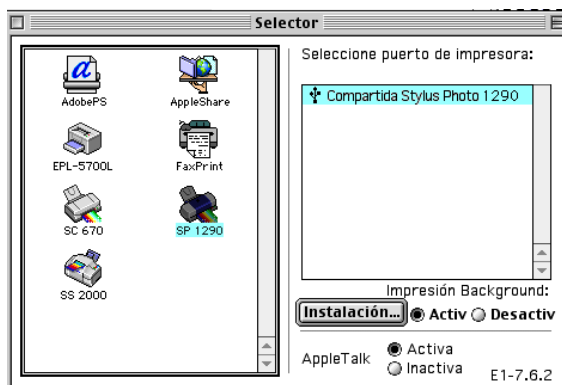 Selector
AdobePS
AppleShare
EPL-5700L
FaxPrint
SC 670
SP 1290
SS 2000
Seleccione puerto de impresora:
Compartida Stylus Photo 1290
Impresión Background:
Instalación...
Activ
Desactiv
AppleTalk
Activa
Inactiva
E1-7.6.2